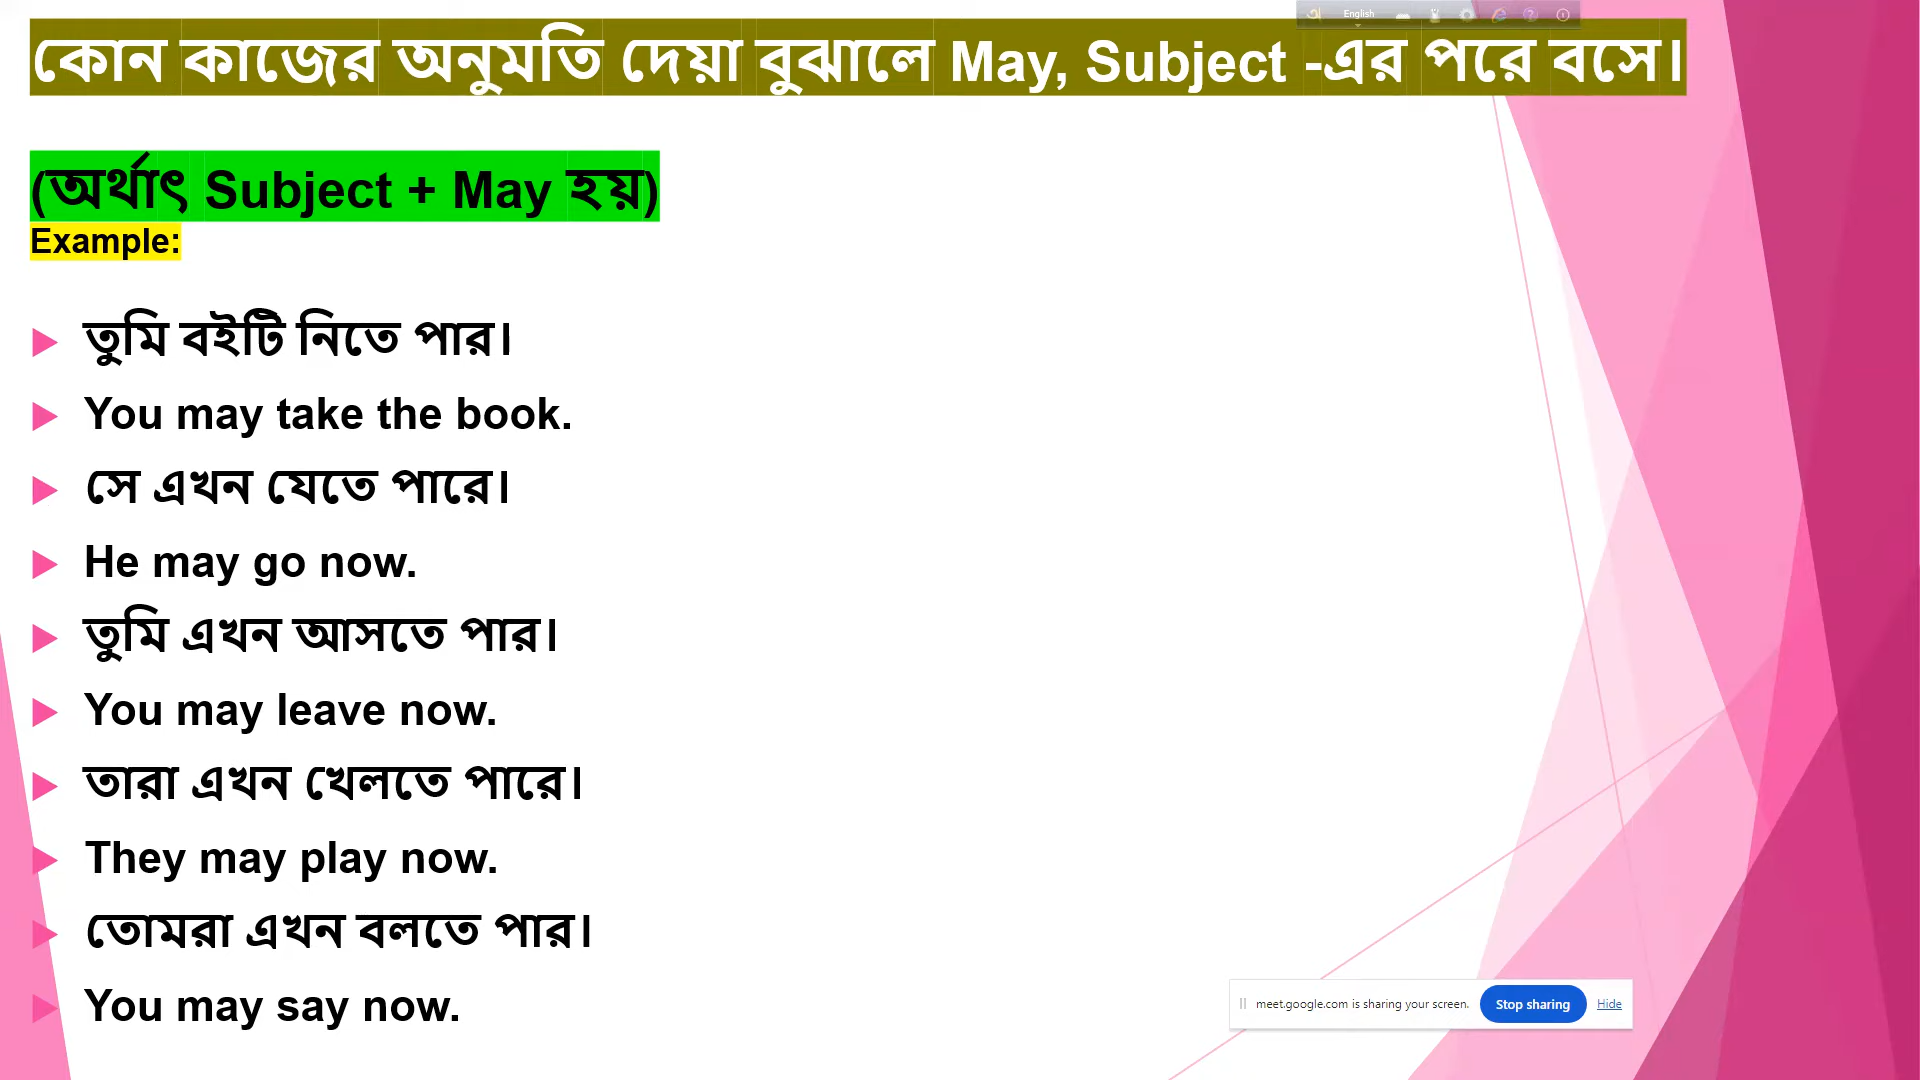 English
কোন কাজের অনুমতি দেয়া বুঝালে May, Subject -এর পরে বসে।
(অর্থাৎ Subject + May হয়)
Example:
তুমি বইটি নিতে পার।
You may take the book.
সে এখন যেতে পারে।
He may go now.
তুমি এখন আসতে পার।
You may leave now.
তারা এখন খেলতে পারে।
They may play now.
তোমরা এখন বলতে পার।
You may say now.
meet.google.com is sharing your screen. Stop sharing Hide